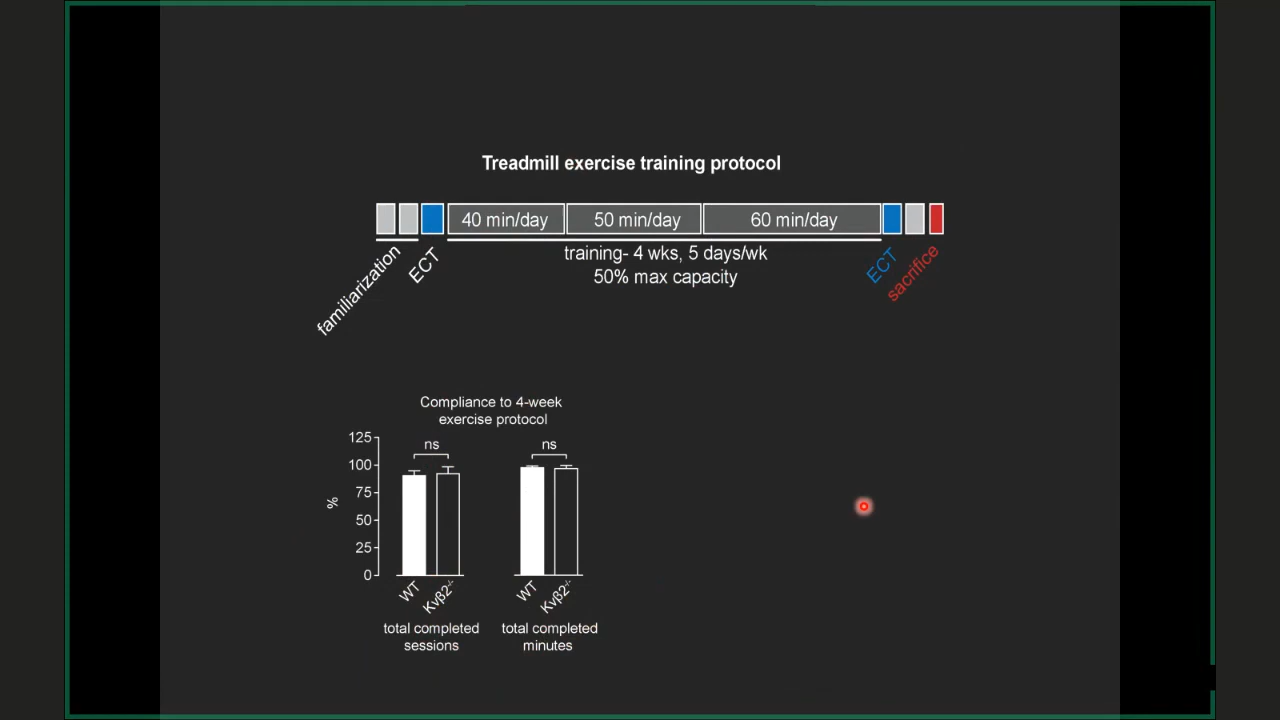 Treadmill exercise training protocol
40 min/day
50 min/day
60 min/day
familiarization
ECT
training- 4 wks, 5 days/wk
50% max capacity
ECT
sacrifice
Compliance to 4-week
exercise protocol
125
100
75
50
25
0
%
ns
ns
WT
Kvβ2-/-
WT
Kvβ2-/-
total completed
sessions
total completed
minutes